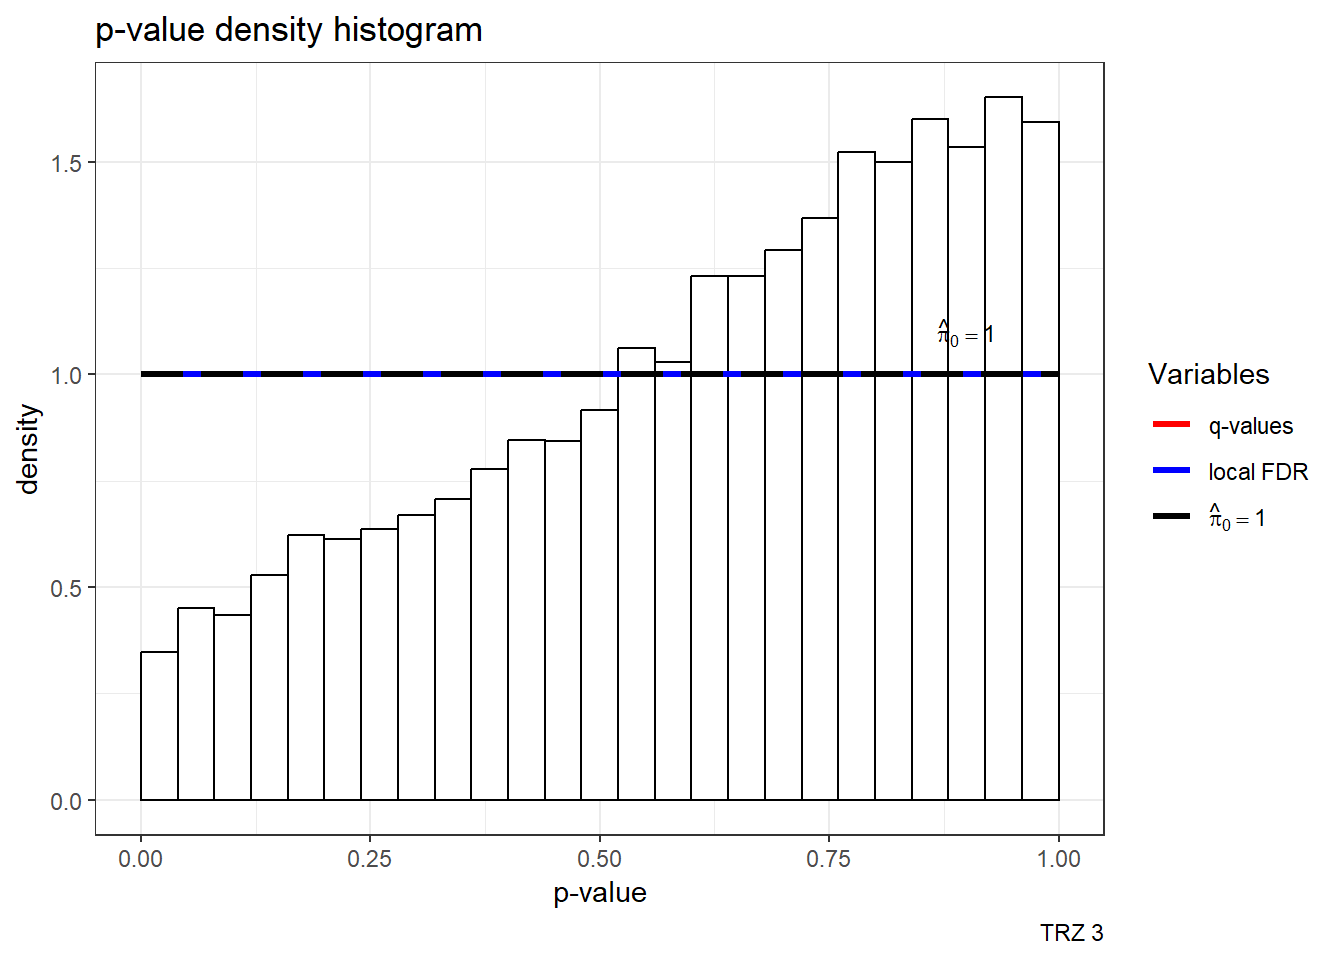 p-value density histogram
1.5
1.0
0.5
0.0
density
π̂₀ = 1
0.00 0.25 0.50 0.75 1.00
p-value
Variables
q-values
local FDR
π̂₀ = 1
TRZ 3